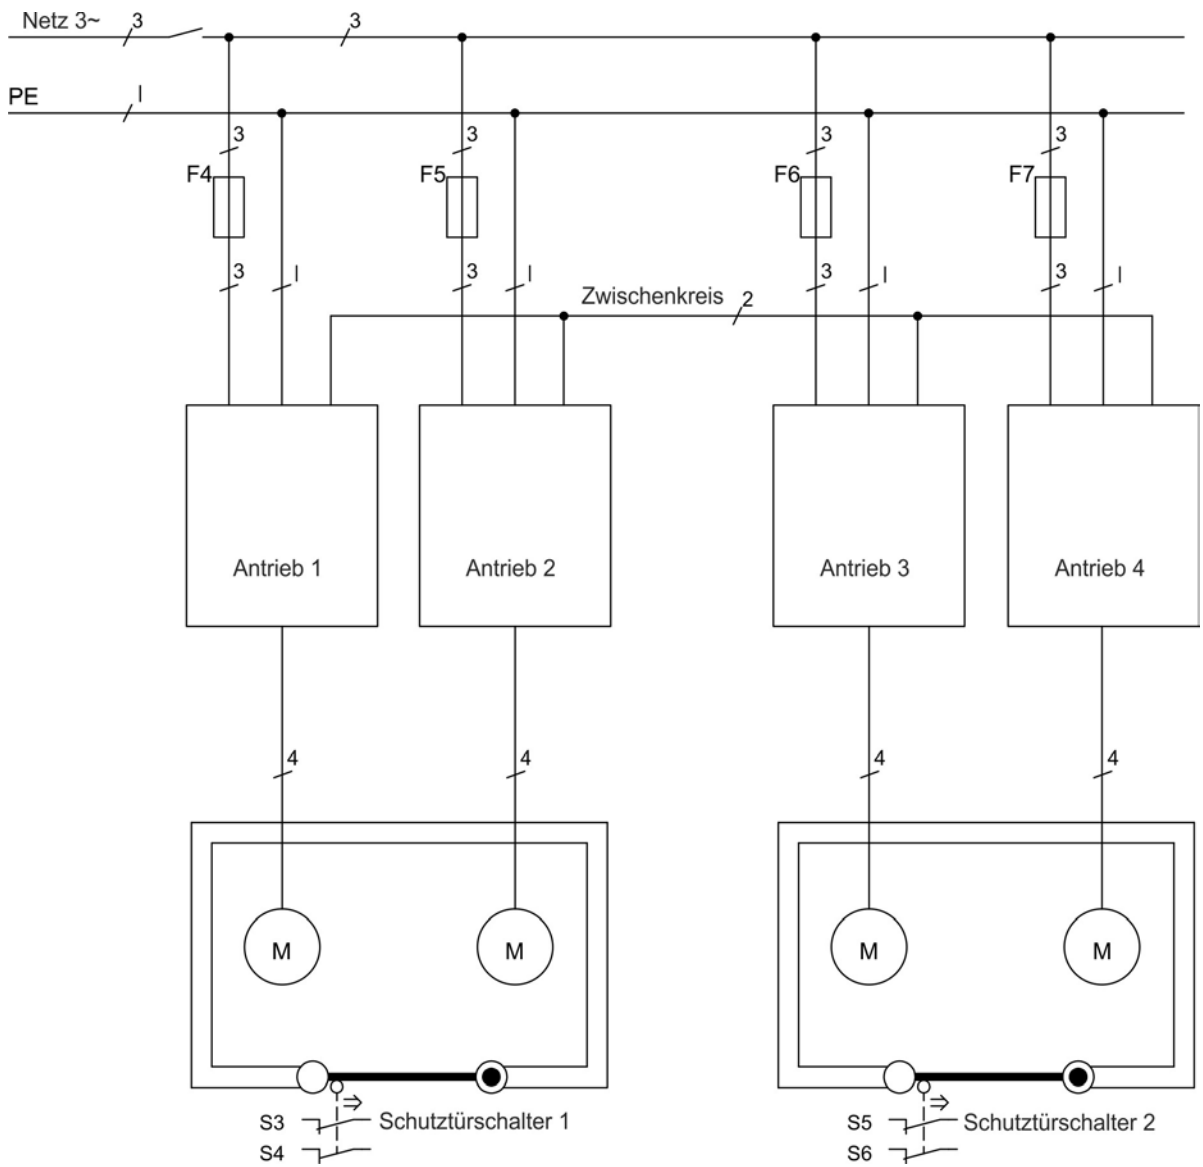 Netz 3~ 3 3
PE l
3 3 3 3
F4 F5 F6 F7
3 l 3 l 3 l 3 l
Zwischenkreis 2
Antrieb 1 Antrieb 2 Antrieb 3 Antrieb 4
4 4 4 4
M M M M
S3 Schutztürschalter 1 S5 Schutztürschalter 2
S4 S6